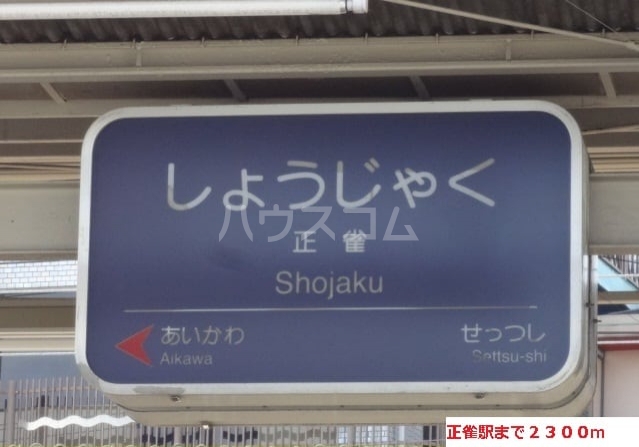 しょうじゃく
ハウスコム
正雀
Shojaku
あいかわ
Aikawa
せっつし
Settsu-shi
正雀駅まで２３００ｍ